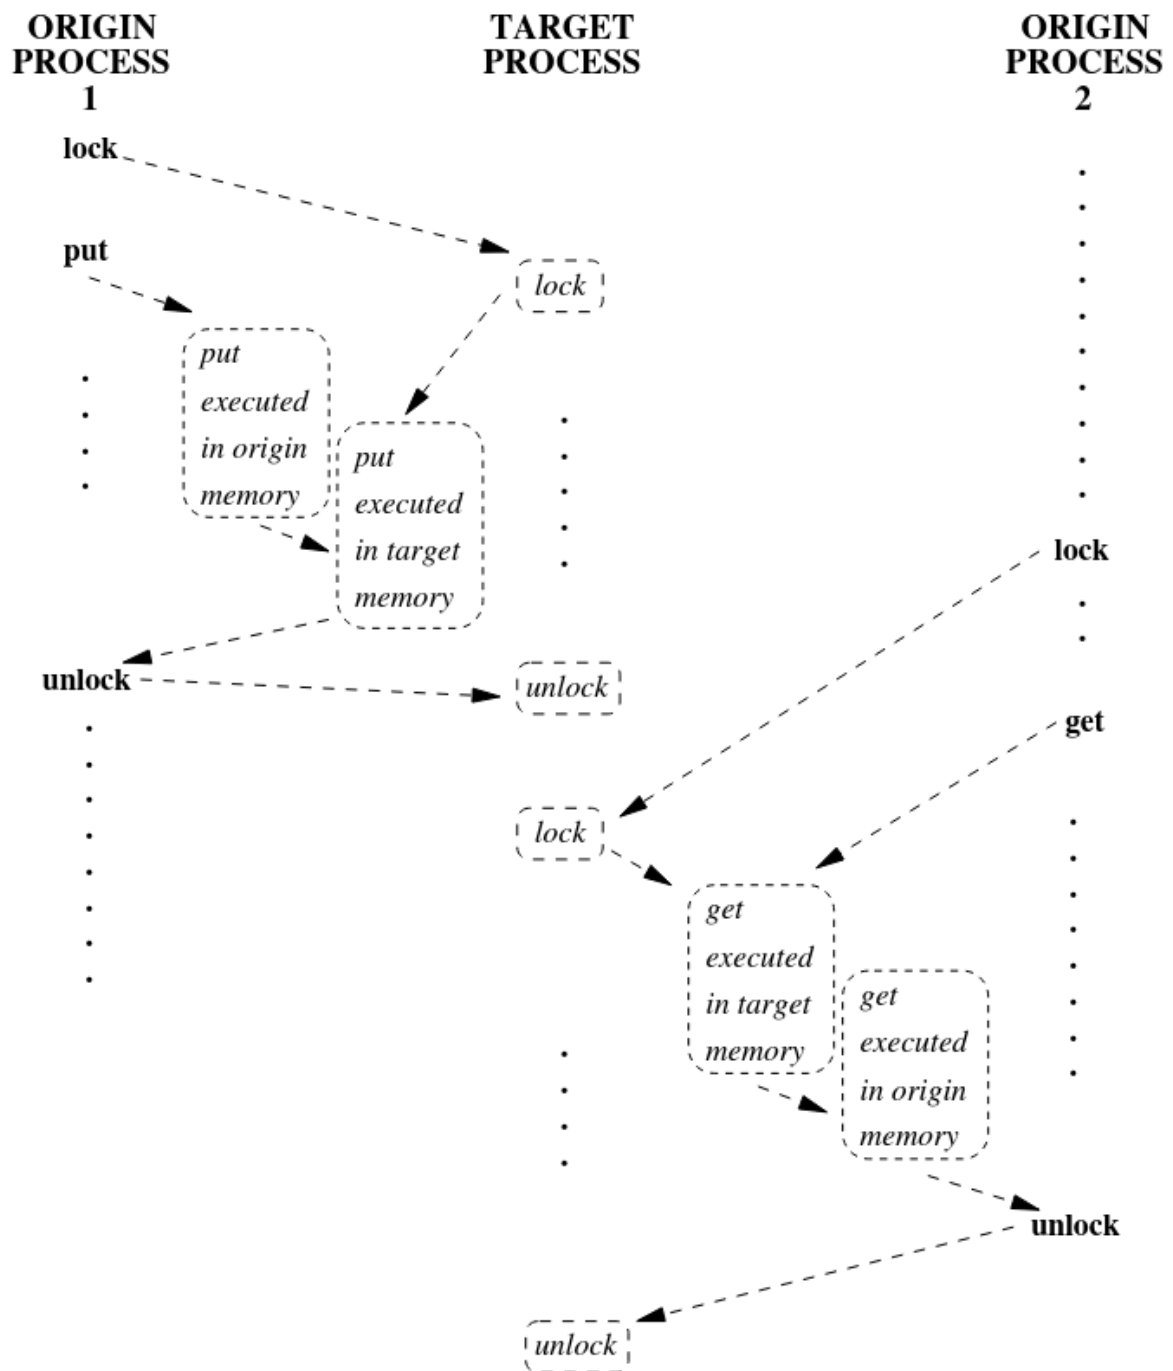 ORIGIN
PROCESS
1
TARGET
PROCESS
ORIGIN
PROCESS
2
lock
put
lock
put
executed
in origin
memory
put
executed
in target
memory
lock
unlock
unlock
get
lock
get
executed
in target
memory
get
executed
in origin
memory
unlock
unlock